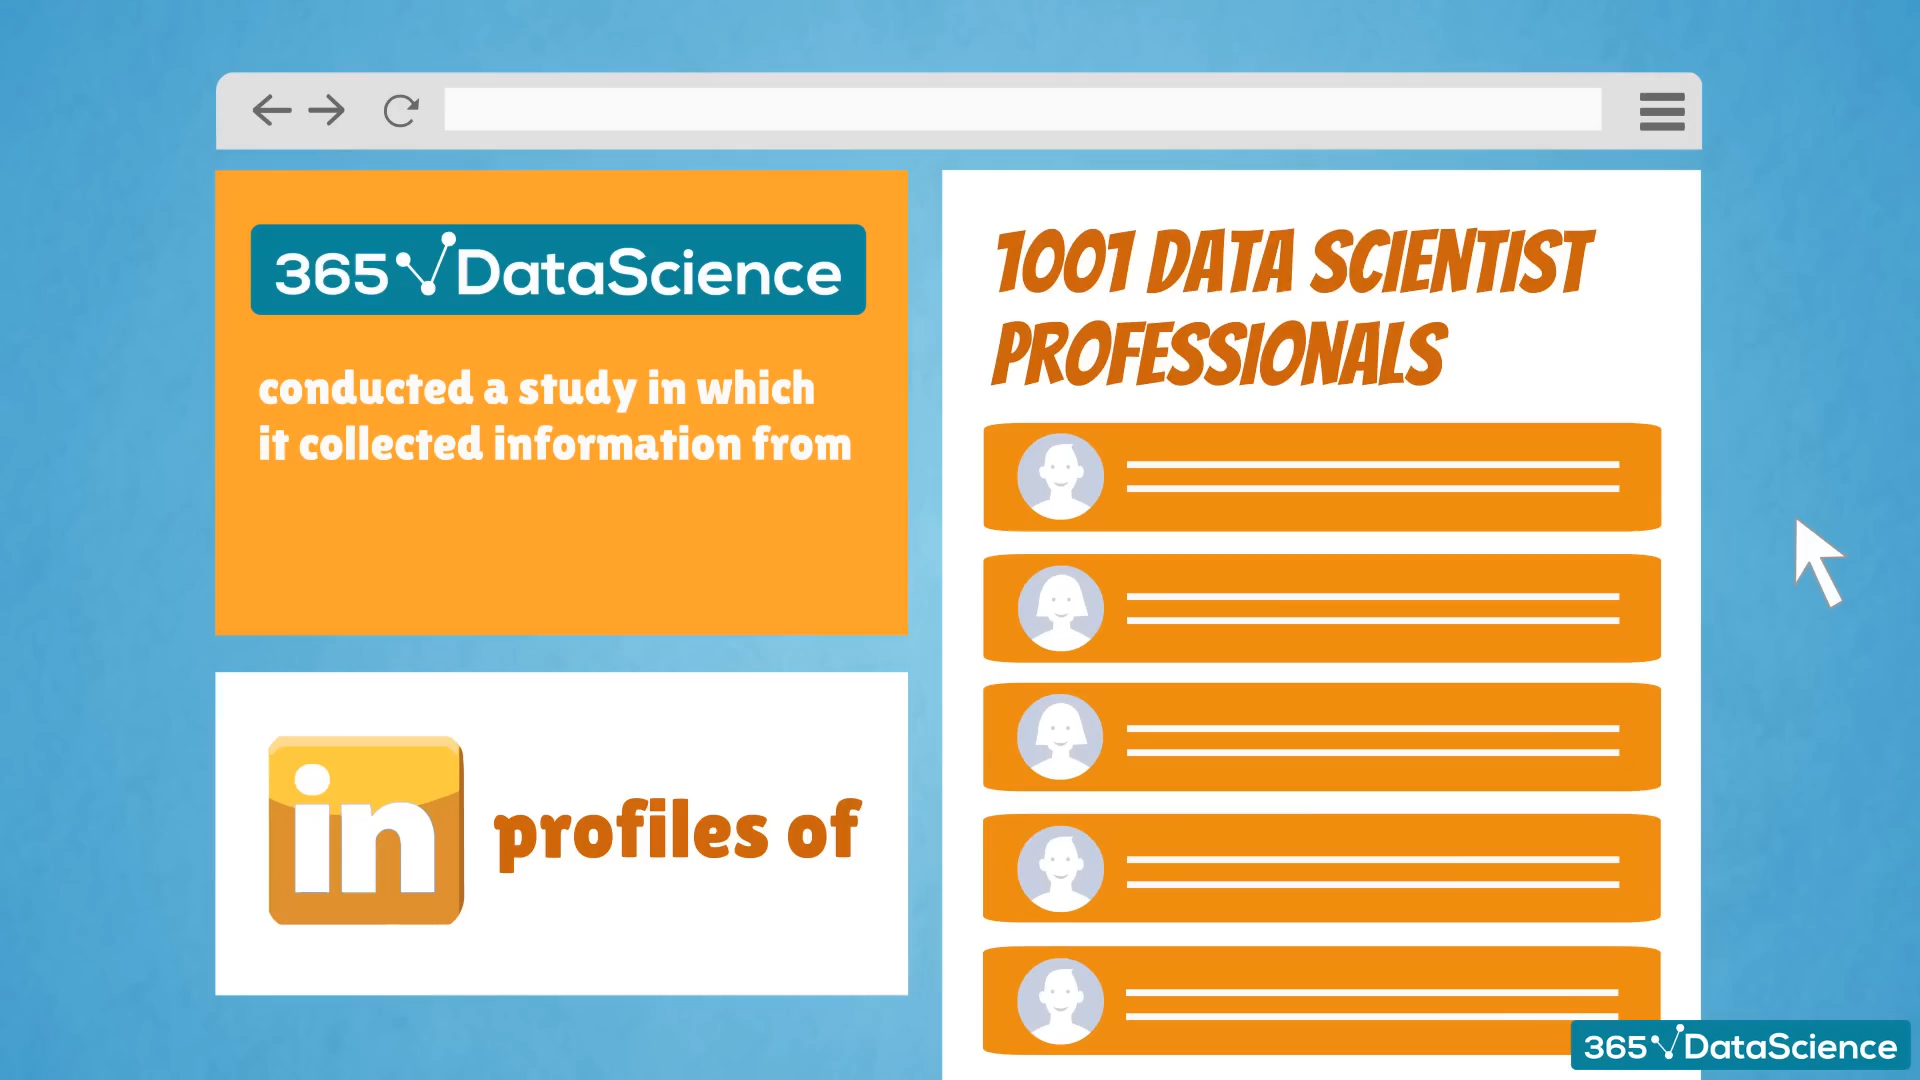 365 DataScience
conducted a study in which
it collected information from
in profiles of
1001 DATA SCIENTIST
PROFESSIONALS
365 DataScience